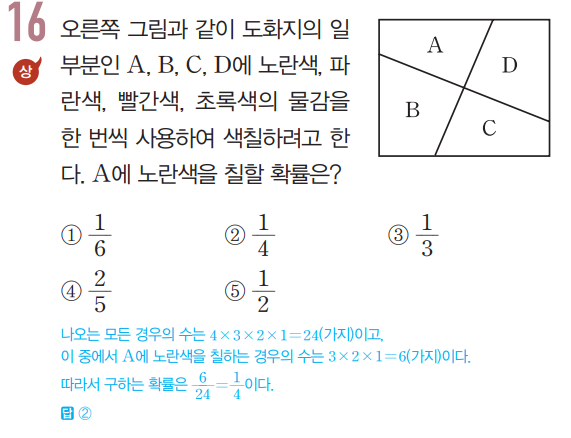 16
상
오른쪽 그림과 같이 도화지의 일
부분인 A, B, C, D에 노란색, 파
란색, 빨간색, 초록색의 물감을
한 번씩 사용하여 색칠하려고 한
다. A에 노란색을 칠할 확률은?
A
D
B
C
① 1/6 ② 1/4 ③ 1/3
④ 2/5 ⑤ 1/2
나오는 모든 경우의 수는 4×3×2×1=24(가지)이고,
이 중에서 A에 노란색을 칠하는 경우의 수는 3×2×1=6(가지)이다.
따라서 구하는 확률은 6/24=1/4이다.
답 ②